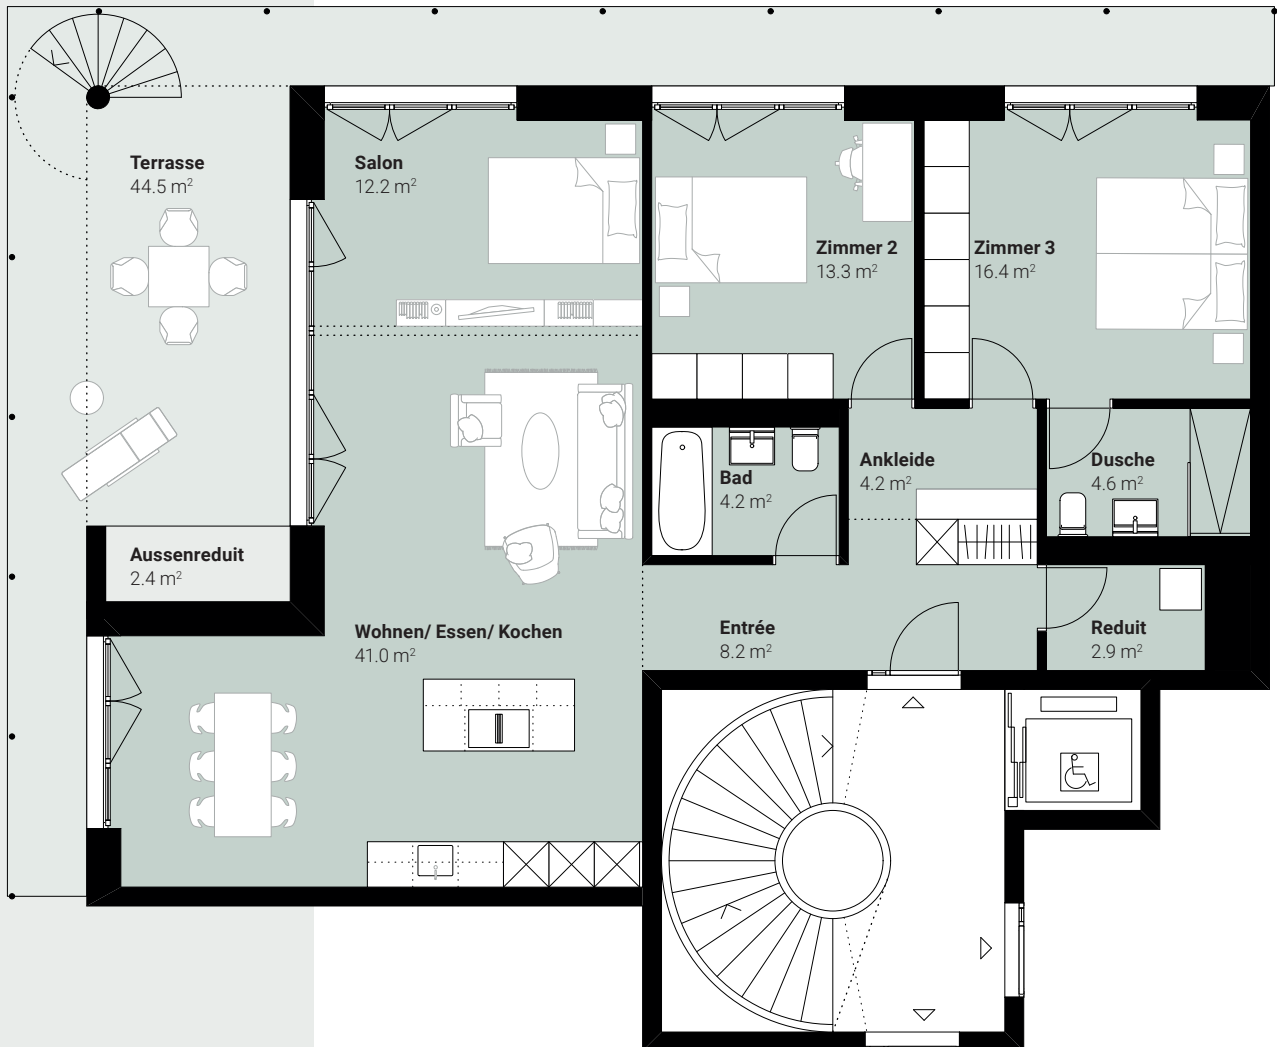 Terrasse
44.5 m²
Salon
12.2 m²
Zimmer 2
13.3 m²
Zimmer 3
16.4 m²
Bad
4.2 m²
Ankleide
4.2 m²
Dusche
4.6 m²
Aussenreduit
2.4 m²
Wohnen/ Essen/ Kochen
41.0 m²
Entrée
8.2 m²
Reduit
2.9 m²